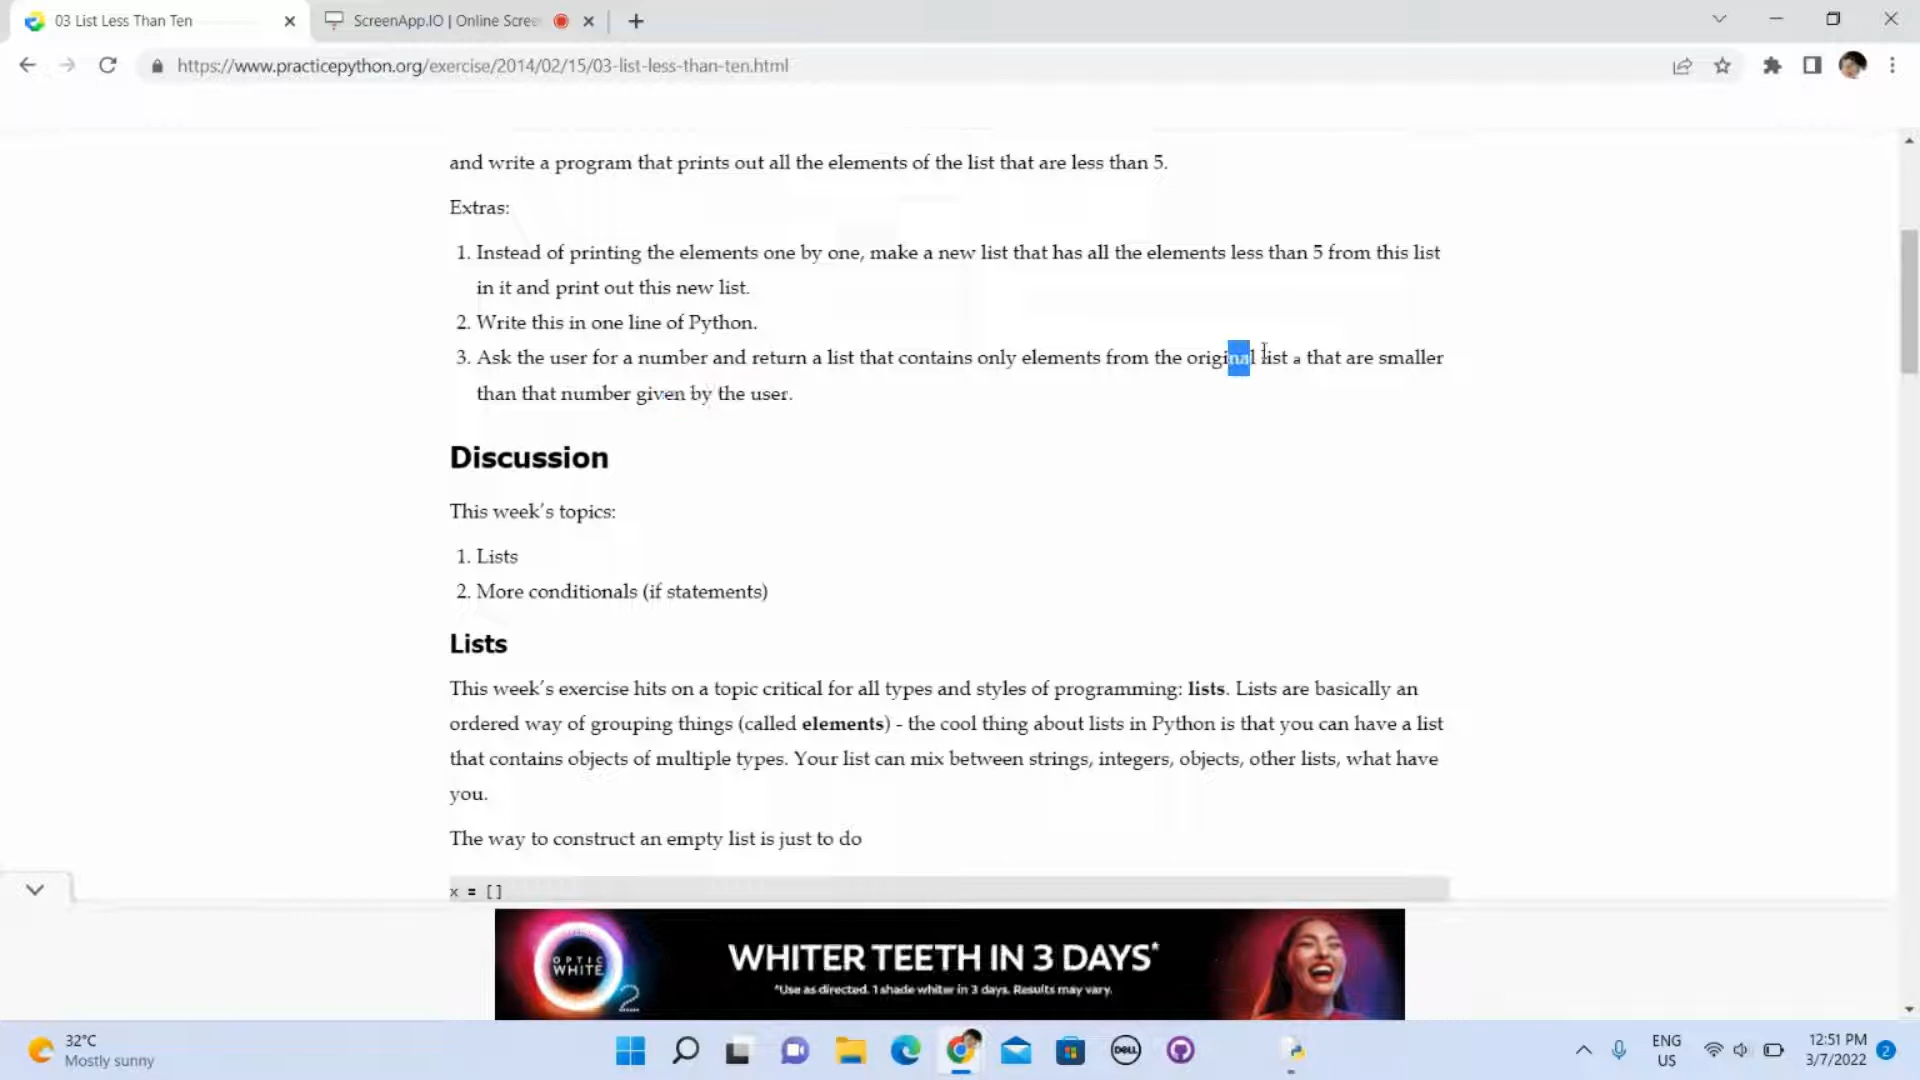 03 List Less Than Ten
ScreenApp.IO | Online Scree
https://www.practicepython.org/exercise/2014/02/15/03-list-less-than-ten.html
and write a program that prints out all the elements of the list that are less than 5.
Extras:
1. Instead of printing the elements one by one, make a new list that has all the elements less than 5 from this list
in it and print out this new list.
2. Write this in one line of Python.
3. Ask the user for a number and return a list that contains only elements from the original list a that are smaller
than that number given by the user.
Discussion
This week's topics:
1. Lists
2. More conditionals (if statements)
Lists
This week's exercise hits on a topic critical for all types and styles of programming: lists. Lists are basically an
ordered way of grouping things (called elements) - the cool thing about lists in Python is that you can have a list
that contains objects of multiple types. Your list can mix between strings, integers, objects, other lists, what have
you.
The way to construct an empty list is just to do
x = []
OPTIC
WHITE
O2
WHITER TEETH IN 3 DAYS*
*Use as directed. 1 shade whiter in 3 days. Results may vary.
32°C
Mostly sunny
DELL
ENG
US
12:51 PM
3/7/2022
2